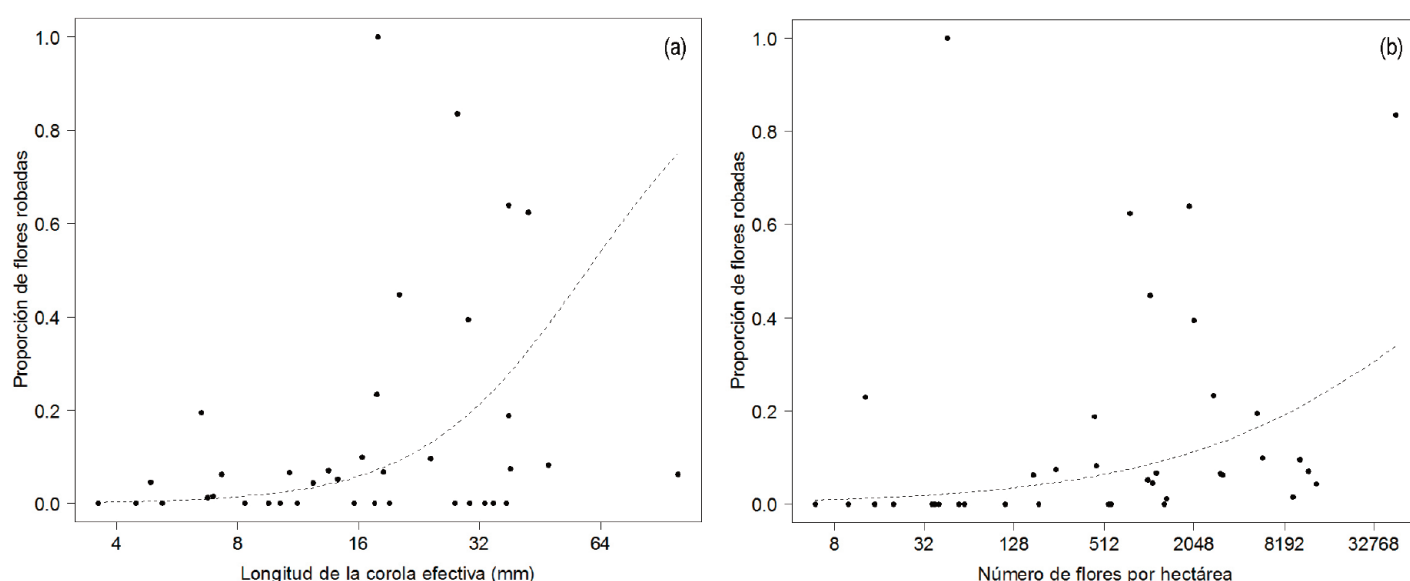 (a)
Proporción de flores robadas
1.0
0.8
0.6
0.4
0.2
0.0
4 8 16 32 64
Longitud de la corola efectiva (mm)
(b)
Proporción de flores robadas
1.0
0.8
0.6
0.4
0.2
0.0
8 32 128 512 2048 8192 32768
Número de flores por hectárea